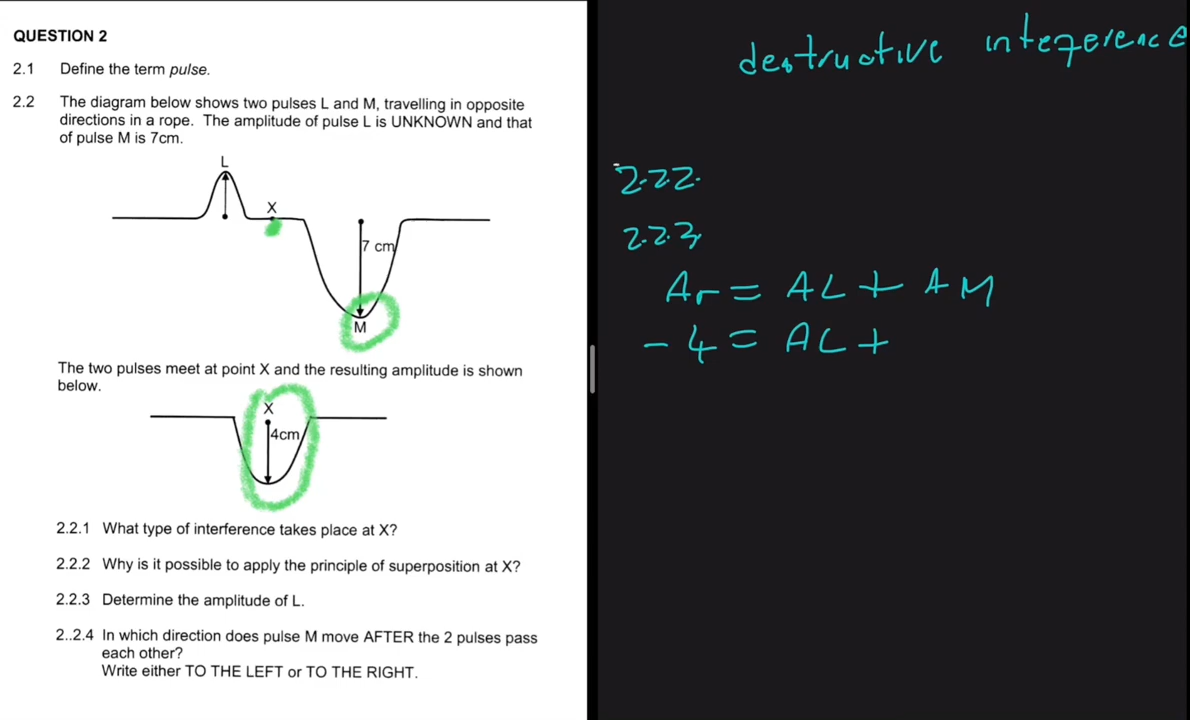 QUESTION 2
2.1 Define the term pulse.
2.2 The diagram below shows two pulses L and M, travelling in opposite
directions in a rope. The amplitude of pulse L is UNKNOWN and that
of pulse M is 7cm.
L
X
7 cm
M
The two pulses meet at point X and the resulting amplitude is shown
below.
X
4cm
2.2.1 What type of interference takes place at X?
2.2.2 Why is it possible to apply the principle of superposition at X?
2.2.3 Determine the amplitude of L.
2..2.4 In which direction does pulse M move AFTER the 2 pulses pass
each other?
Write either TO THE LEFT or TO THE RIGHT.
destructive inteference
2.2.2.
2.2.3
Ar = AL + AM
- 4 = AL +